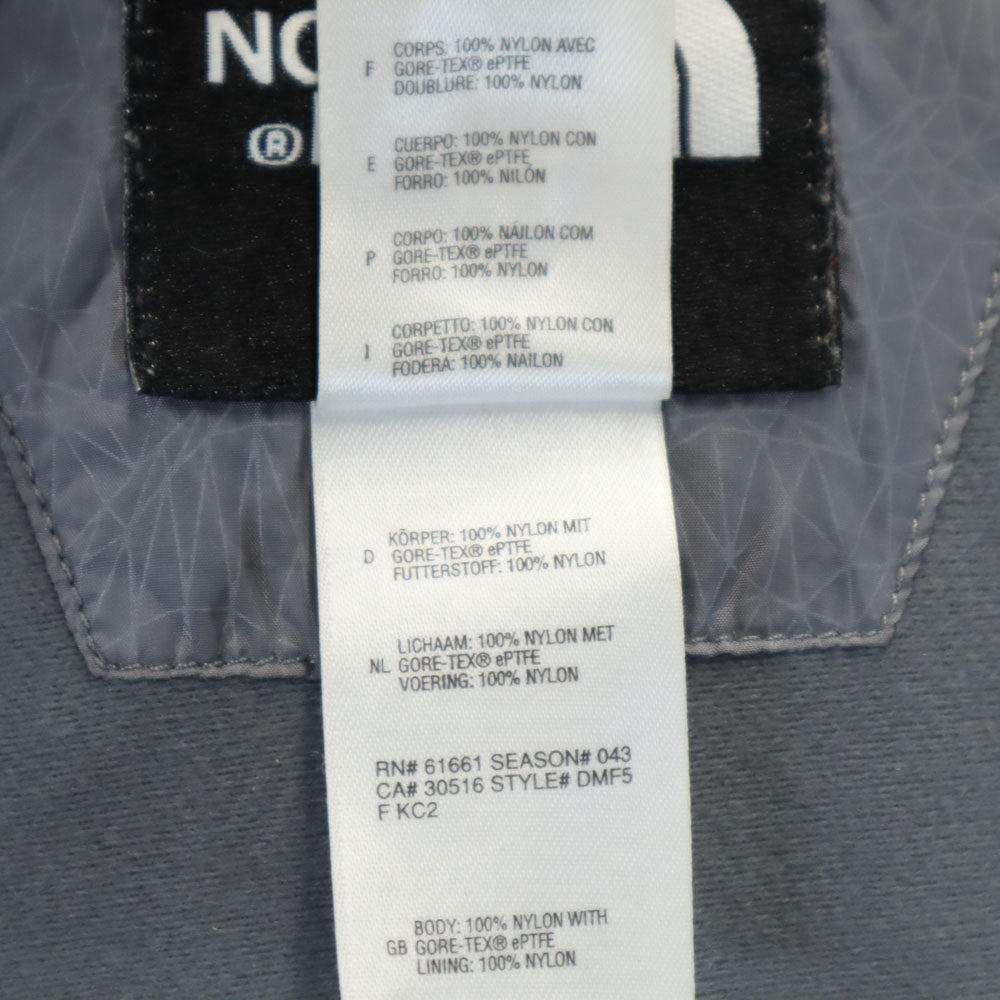 NO
®
CORPS: 100% NYLON AVEC
F GORE-TEX® ePTFE
DOUBLURE: 100% NYLON
CUERPO: 100% NYLON CON
E GORE-TEX® ePTFE
FORRO: 100% NILÓN
CORPO: 100% NÁILON COM
P GORE-TEX® ePTFE
FORRO: 100% NYLON
CORPETTO: 100% NYLON CON
I GORE-TEX® ePTFE
FODERA: 100% NAILON
KÖRPER: 100% NYLON MIT
D GORE-TEX® ePTFE
FUTTERSTOFF: 100% NYLON
LICHAAM: 100% NYLON MET
NL GORE-TEX® ePTFE
VOERING: 100% NYLON
RN# 61661 SEASON# 043
CA# 30516 STYLE# DMF5
F KC2
BODY: 100% NYLON WITH
GB GORE-TEX® ePTFE
LINING: 100% NYLON